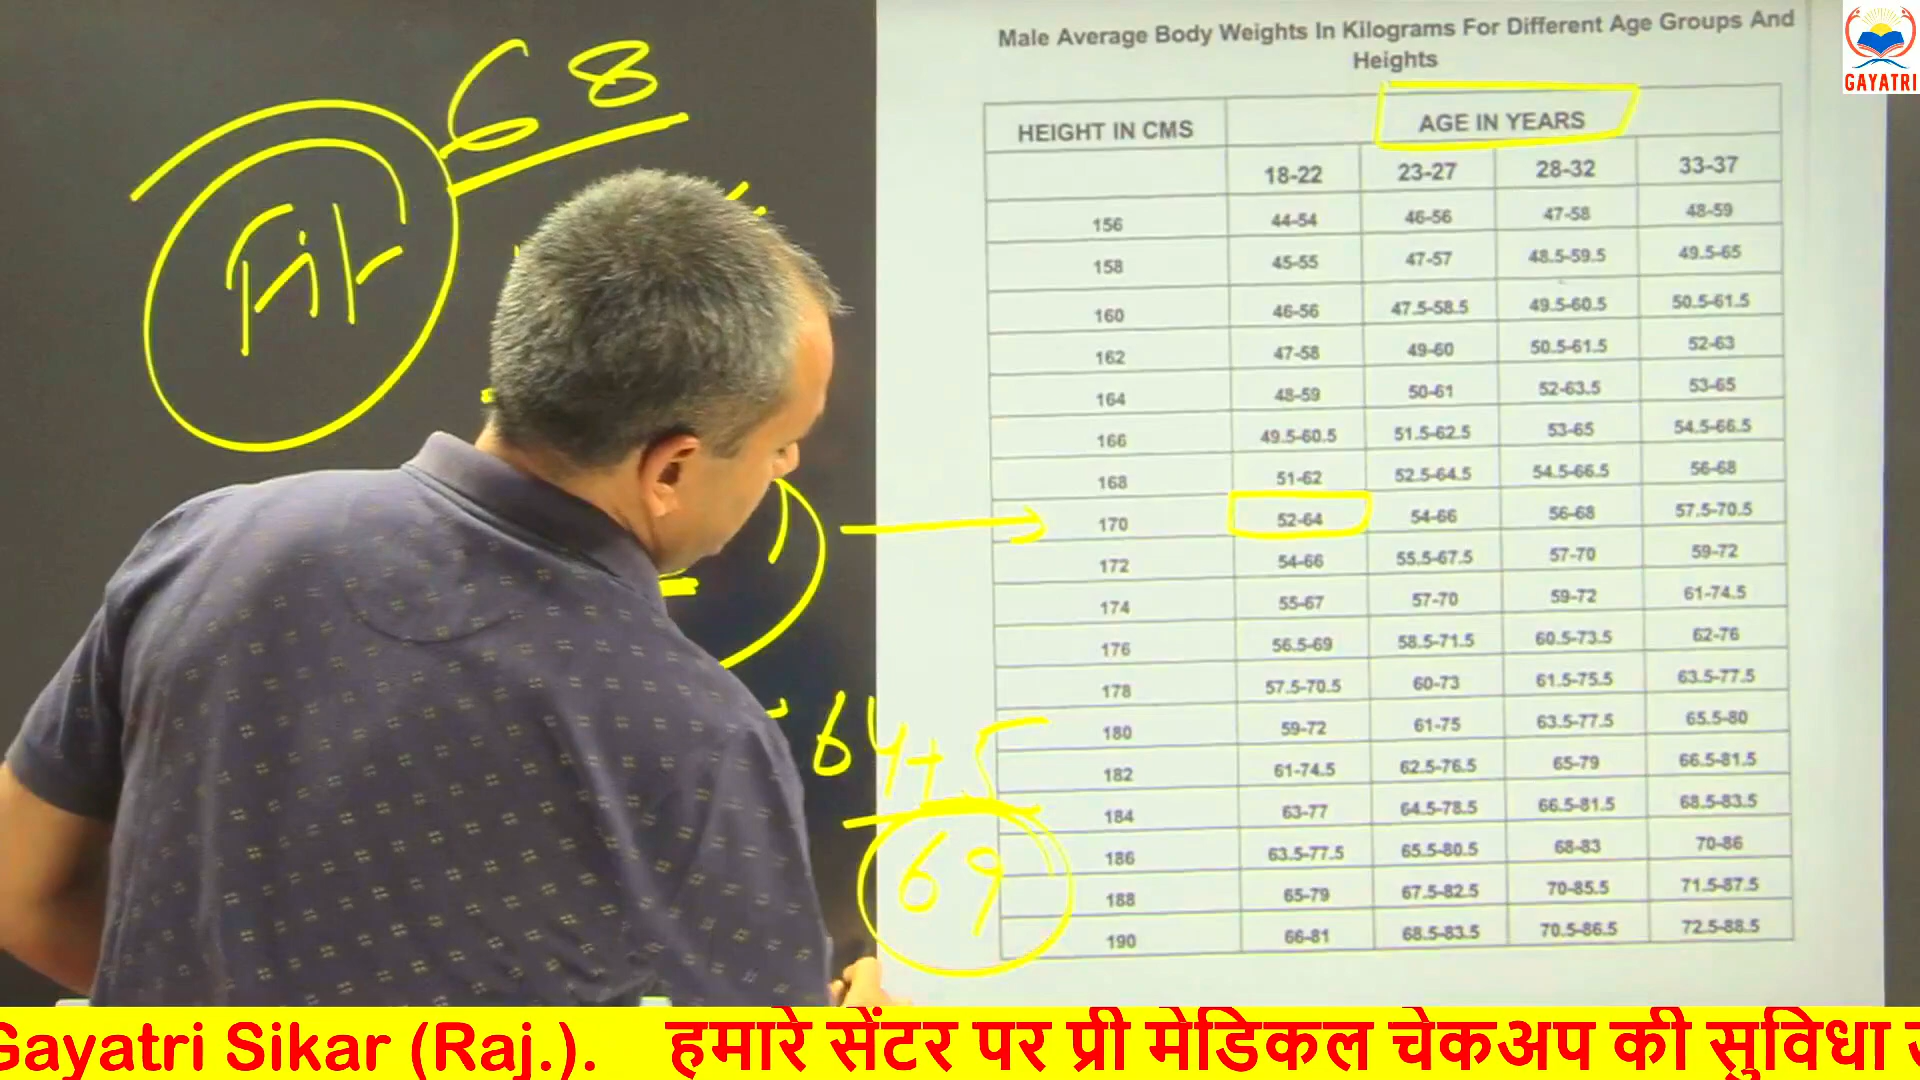 68
Fit
64+5
69
Male Average Body Weights In Kilograms For Different Age Groups And
Heights
HEIGHT IN CMS AGE IN YEARS
18-22 23-27 28-32 33-37
156 44-54 46-56 47-58 48-59
158 45-55 47-57 48.5-59.5 49.5-65
160 46-56 47.5-58.5 49.5-60.5 50.5-61.5
162 47-58 49-60 50.5-61.5 52-63
164 48-59 50-61 52-63.5 53-65
166 49.5-60.5 51.5-62.5 53-65 54.5-66.5
168 51-62 52.5-64.5 54.5-66.5 56-68
170 52-64 54-66 56-68 57.5-70.5
172 54-66 55.5-67.5 57-70 59-72
174 55-67 57-70 59-72 61-74.5
176 56.5-69 58.5-71.5 60.5-73.5 62-76
178 57.5-70.5 60-73 61.5-75.5 63.5-77.5
180 59-72 61-75 63.5-77.5 65.5-80
182 61-74.5 62.5-76.5 65-79 66.5-81.5
184 63-77 64.5-78.5 66.5-81.5 68.5-83.5
186 63.5-77.5 65.5-80.5 68-83 70-86
188 65-79 67.5-82.5 70-85.5 71.5-87.5
190 66-81 68.5-83.5 70.5-86.5 72.5-88.5
GAYATRI
Gayatri Sikar (Raj.). हमारे सेंटर पर प्री मेडिकल चेकअप की सुविधा